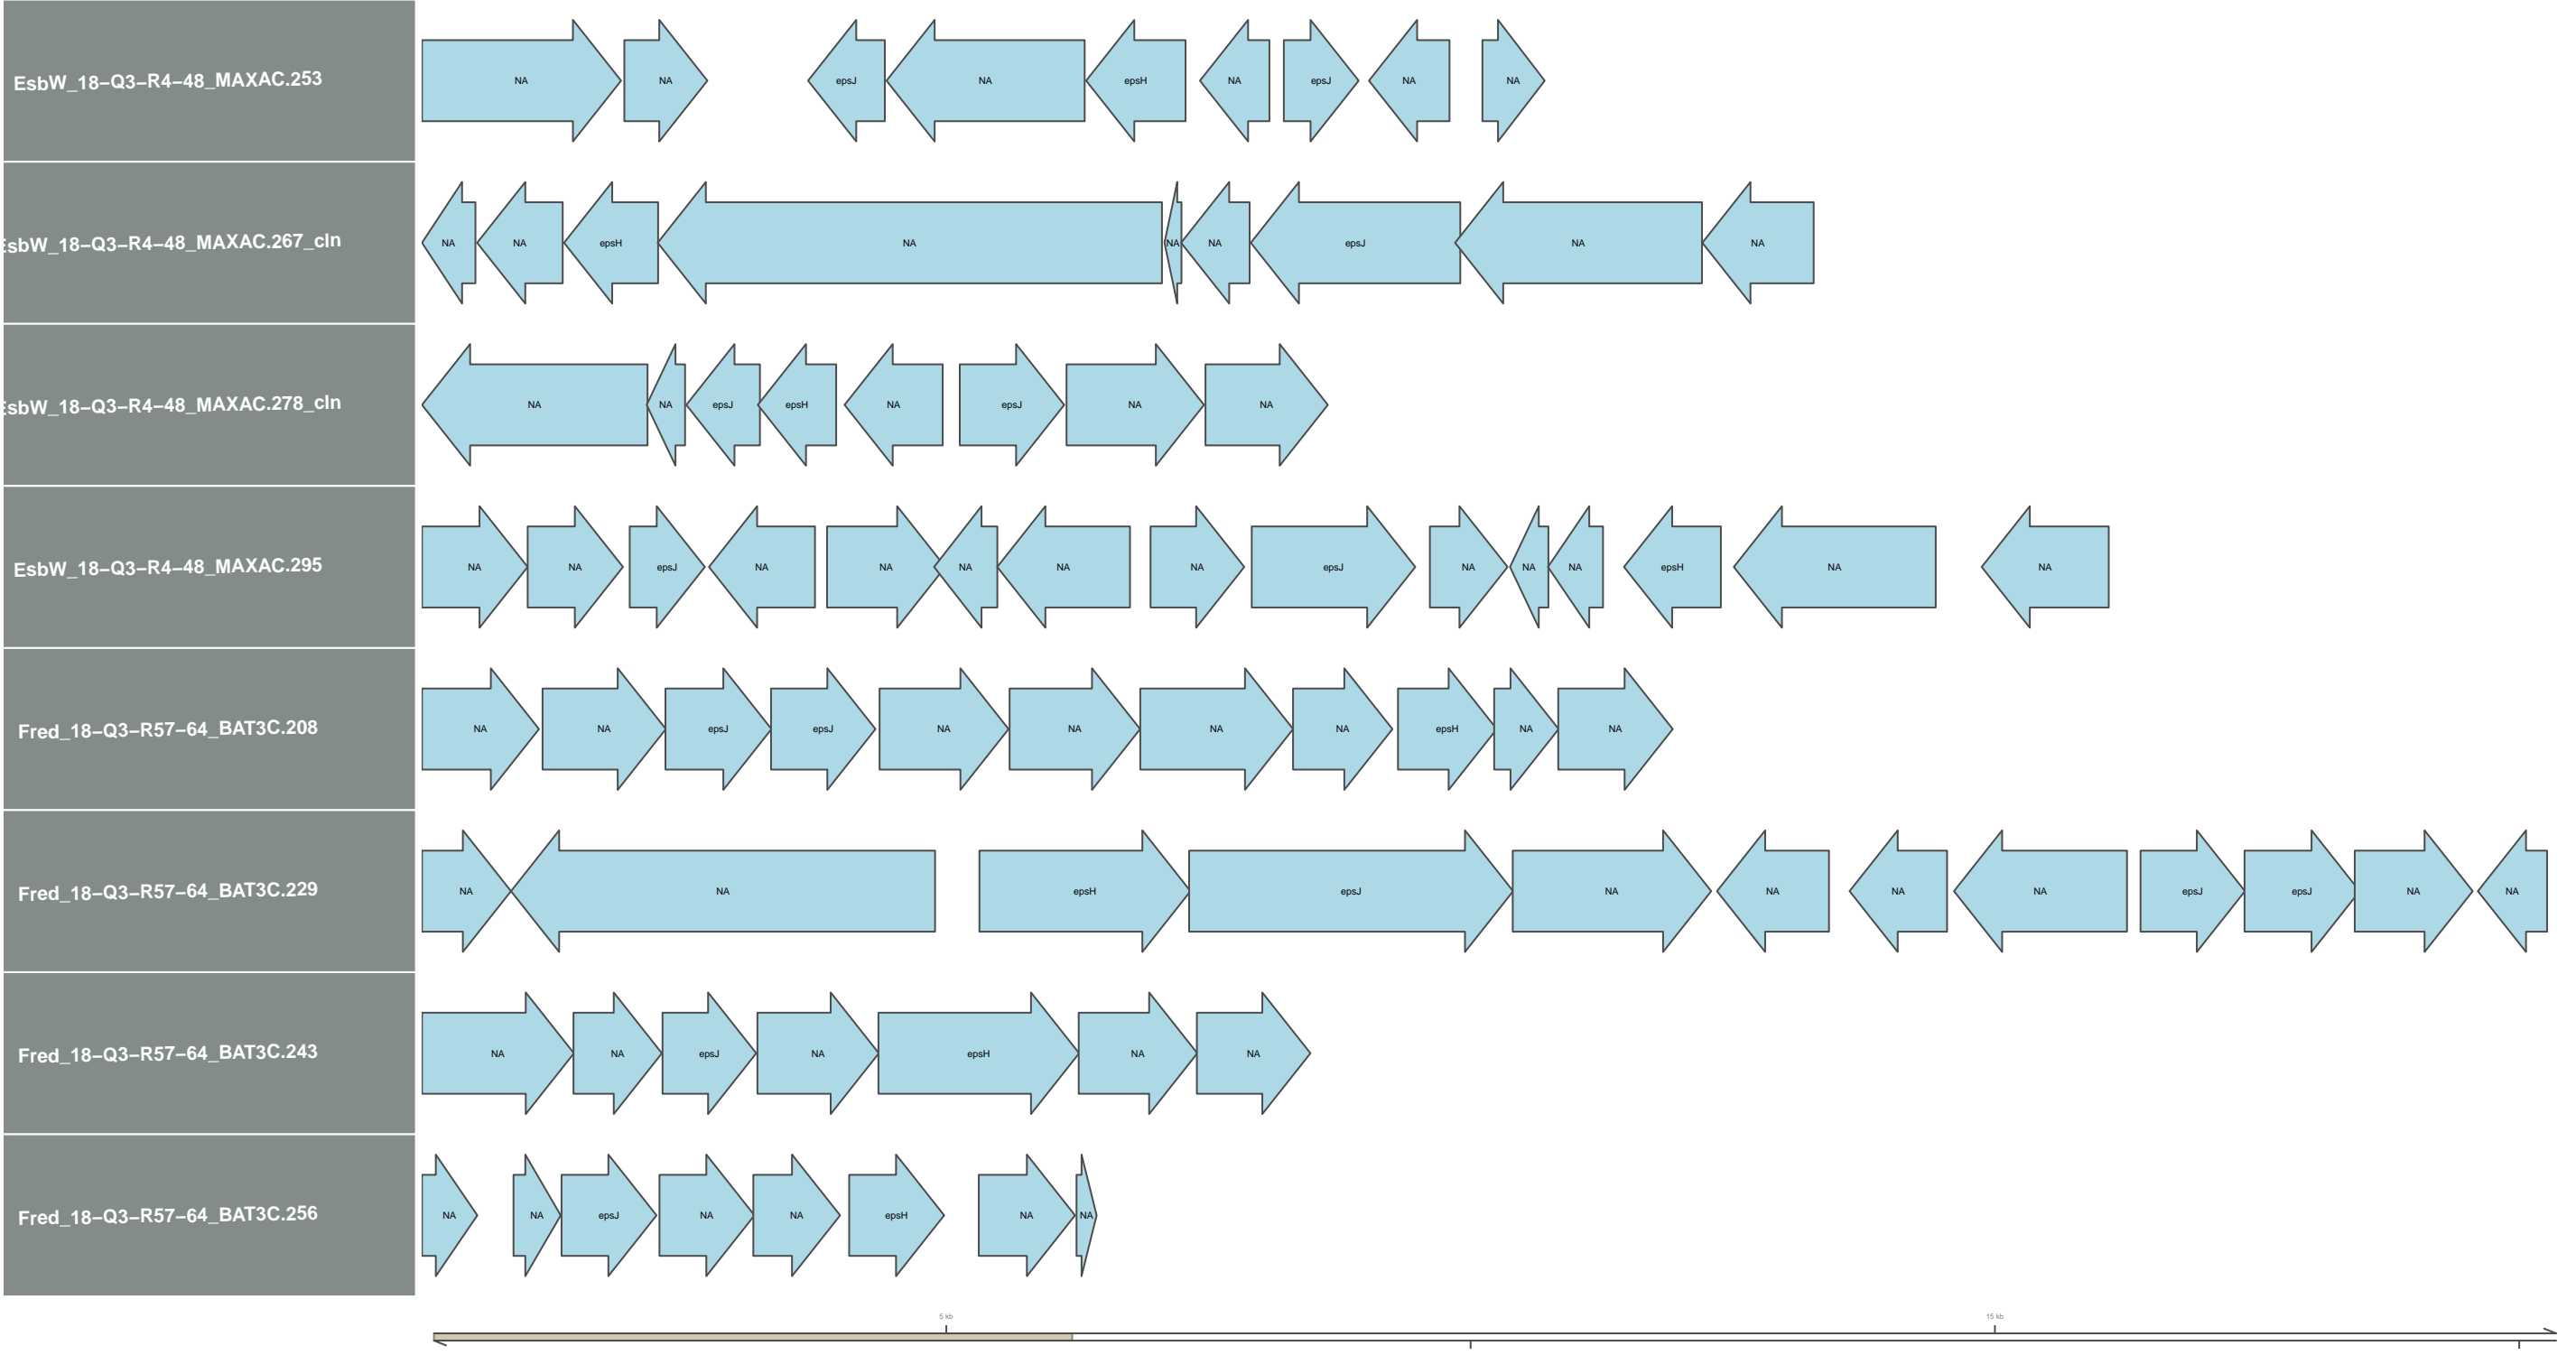 EsbW_18–Q3–R4–48_MAXAC.253
NA NA epsJ NA epsH NA epsJ NA NA
EsbW_18–Q3–R4–48_MAXAC.267_cln
NA NA epsH NA NA NA epsJ NA NA
EsbW_18–Q3–R4–48_MAXAC.278_cln
NA NA epsJ epsH NA epsJ NA NA
EsbW_18–Q3–R4–48_MAXAC.295
NA NA epsJ NA NA NA NA NA epsJ NA NA NA epsH NA NA
Fred_18–Q3–R57–64_BAT3C.208
NA NA epsJ epsJ NA NA NA NA epsH NA NA
Fred_18–Q3–R57–64_BAT3C.229
NA NA epsH epsJ NA NA NA NA epsJ epsJ NA NA
Fred_18–Q3–R57–64_BAT3C.243
NA NA epsJ NA epsH NA NA
Fred_18–Q3–R57–64_BAT3C.256
NA NA epsJ NA NA epsH NA NA
5 kb 15 kb